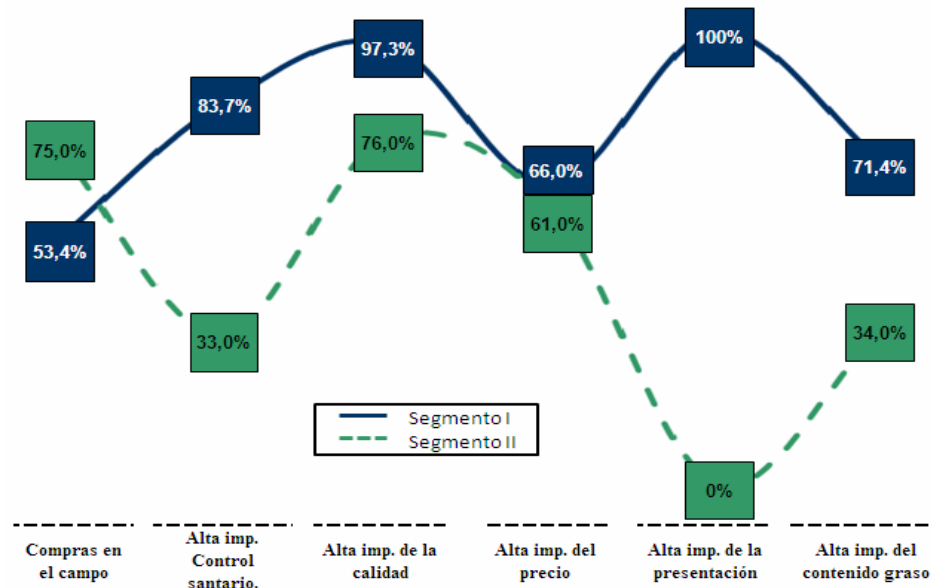 100%
97,3%
83,7%
76,0%
75,0%
66,0%
71,4%
61,0%
53,4%
33,0%
34,0%
Segmento I
Segmento II
0%
Compras en
el campo
Alta imp.
Control
santario.
Alta imp. de la
calidad
Alta imp. del
precio
Alta imp. de la
presentación
Alta imp. del
contenido graso